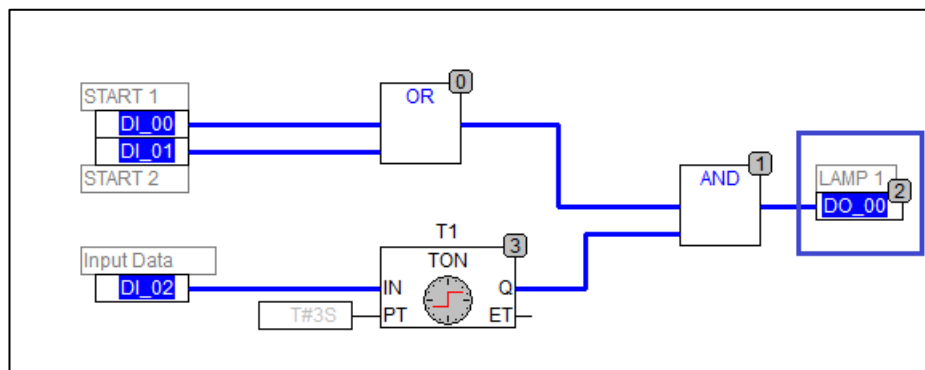 START 1
DI_00
DI_01
START 2
OR
0
AND
1
LAMP 1
DO_00
2
Input Data
DI_02
T#3S
T1
3
TON
IN
Q
PT
ET